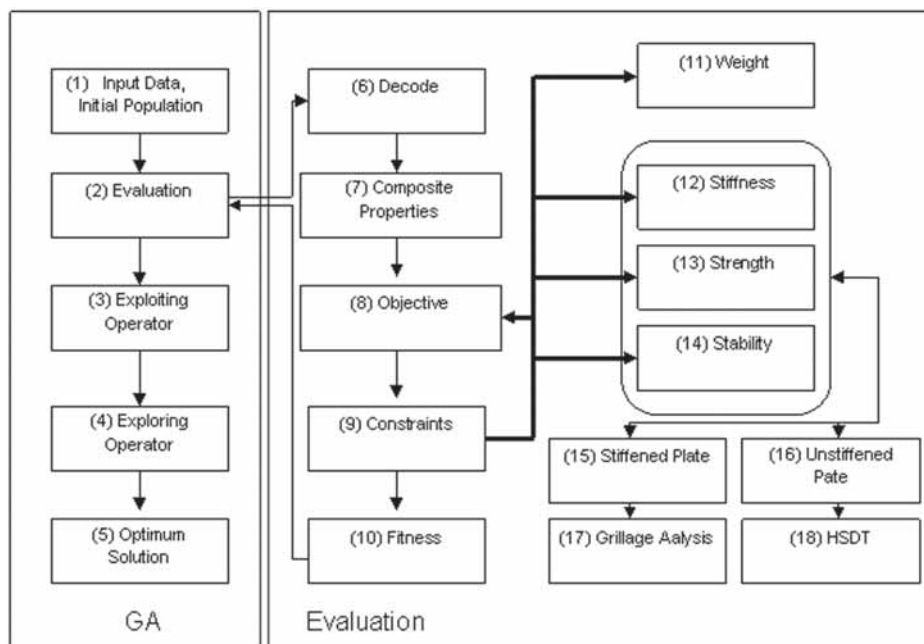 (1) Input Data,
Initial Population
(2) Evaluation
(3) Exploiting
Operator
(4) Exploring
Operator
(5) Optimum
Solution
GA
(6) Decode
(7) Composite
Properties
(8) Objective
(9) Constraints
(10) Fitness
Evaluation
(11) Weight
(12) Stiffness
(13) Strength
(14) Stability
(15) Stiffened Plate
(16) Unstiffened
Pate
(17) Grillage Aalysis
(18) HSDT